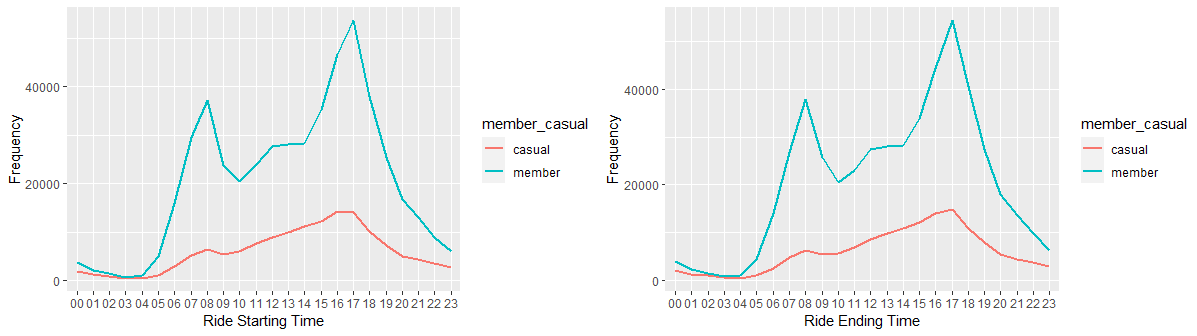 Frequency
40000
20000
0
00 01 02 03 04 05 06 07 08 09 10 11 12 13 14 15 16 17 18 19 20 21 22 23
Ride Starting Time
member_casual
casual
member
Frequency
40000
20000
0
00 01 02 03 04 05 06 07 08 09 10 11 12 13 14 15 16 17 18 19 20 21 22 23
Ride Ending Time
member_casual
casual
member